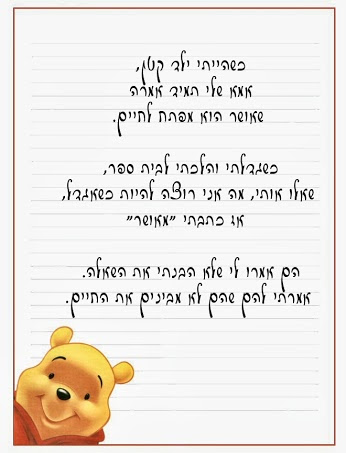 כשהייתי ילד קטן,
אמא שלי תמיד אמרה
שאושר הוא מפתח לחיים.
כשגדלתי והלכתי לבית ספר,
שאלו אותי, מה אני רוצה להיות כשאגדל,
אז כתבתי "מאושר"
הם אמרו לי שלא הבנתי את השאלה.
אמרתי להם שהם לא מבינים את החיים.